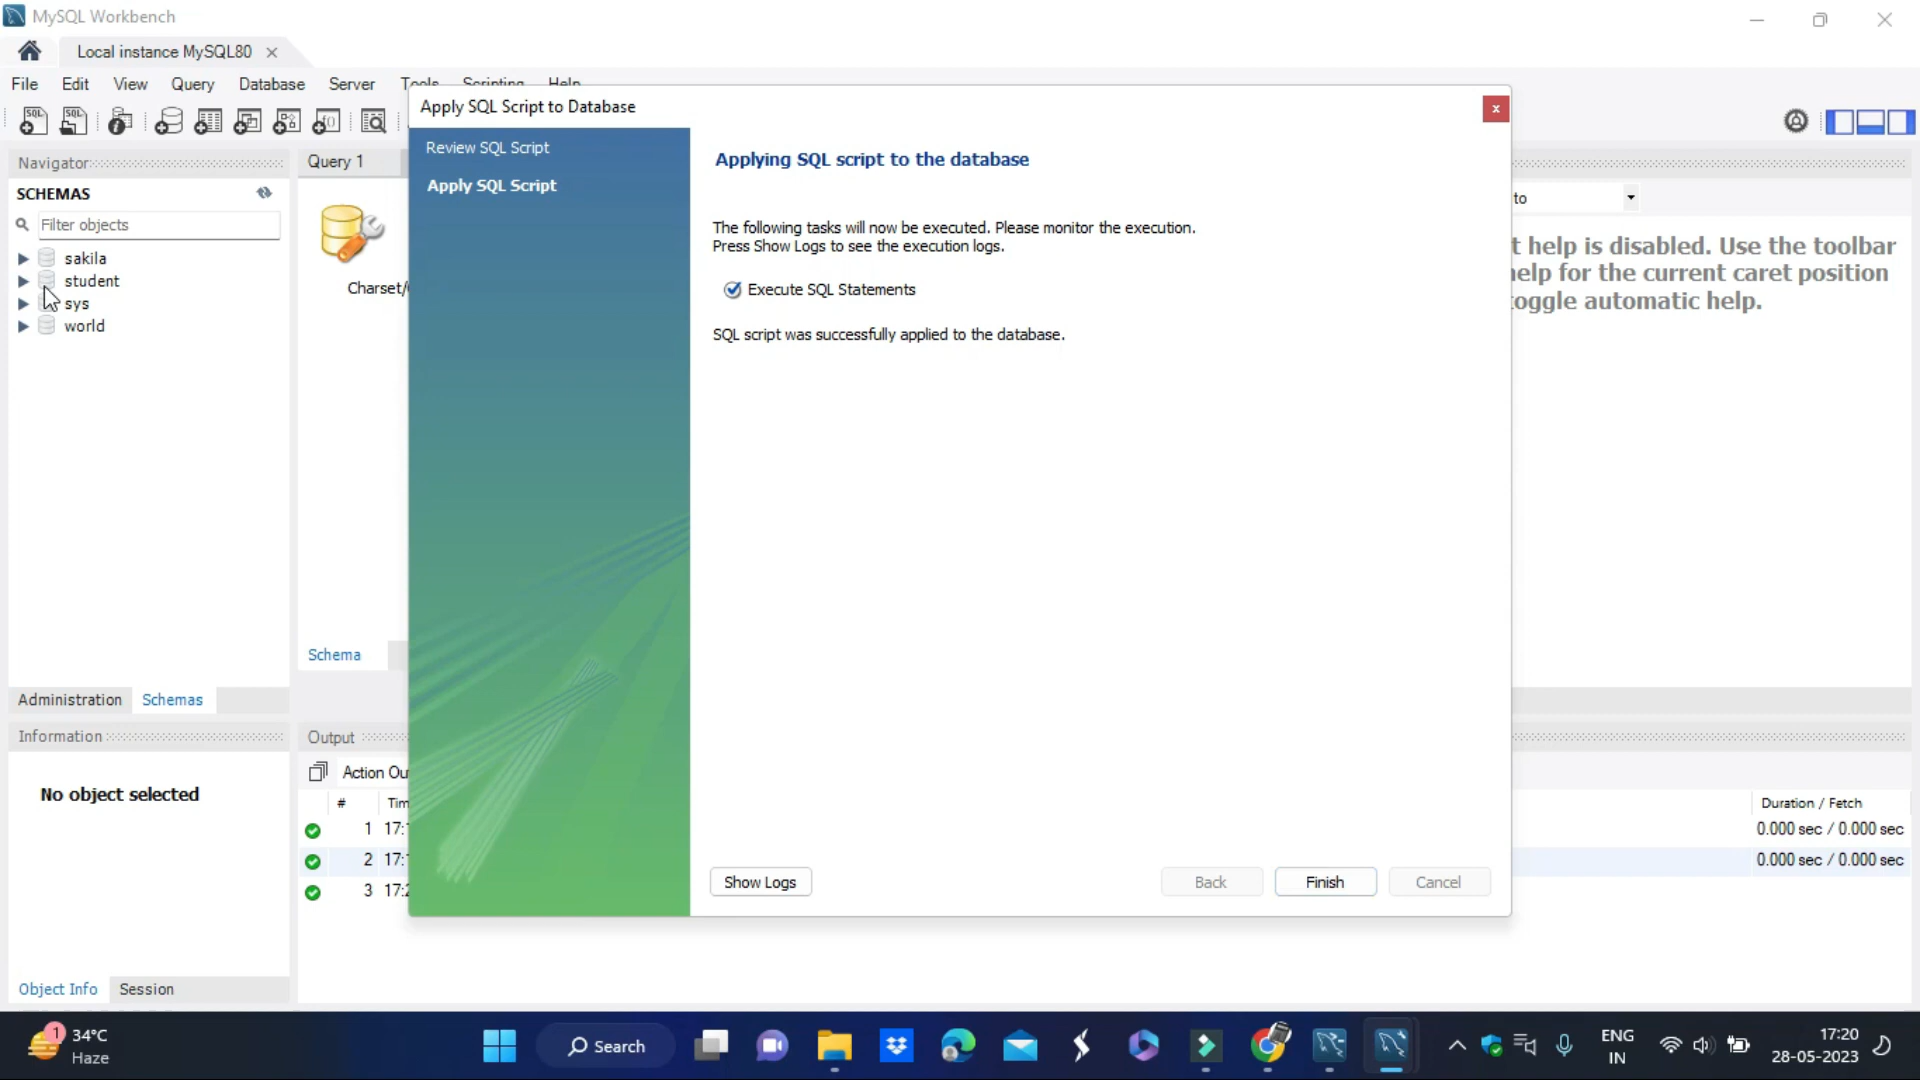 MySQL Workbench
Local instance MySQL80
File Edit View Query Database Server Tools Scripting Help
Apply SQL Script to Database
Navigator
SCHEMAS
Filter objects
sakila
student
sys
world
Administration Schemas
Information
No object selected
Object Info Session
Query 1
Charset/
Schema
Review SQL Script
Apply SQL Script
Applying SQL script to the database
The following tasks will now be executed. Please monitor the execution.
Press Show Logs to see the execution logs.
Execute SQL Statements
SQL script was successfully applied to the database.
Show Logs Back Finish Cancel
to
t help is disabled. Use the toolbar
help for the current caret position
toggle automatic help.
Output
Action Ou
# Tim Duration / Fetch
1 17: 0.000 sec / 0.000 sec
2 17: 0.000 sec / 0.000 sec
3 17:2
1 34°C
Haze
Search
ENG
IN
17:20
28-05-2023